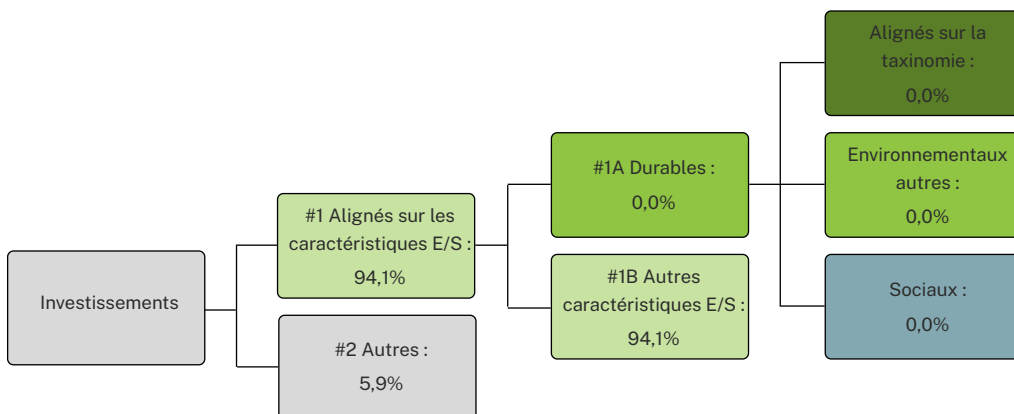 Investissements
#1 Alignés sur les
caractéristiques E/S :
94,1%
#2 Autres :
5,9%
#1A Durables :
0,0%
#1B Autres
caractéristiques E/S :
94,1%
Alignés sur la
taxinomie :
0,0%
Environnementaux
autres :
0,0%
Sociaux :
0,0%